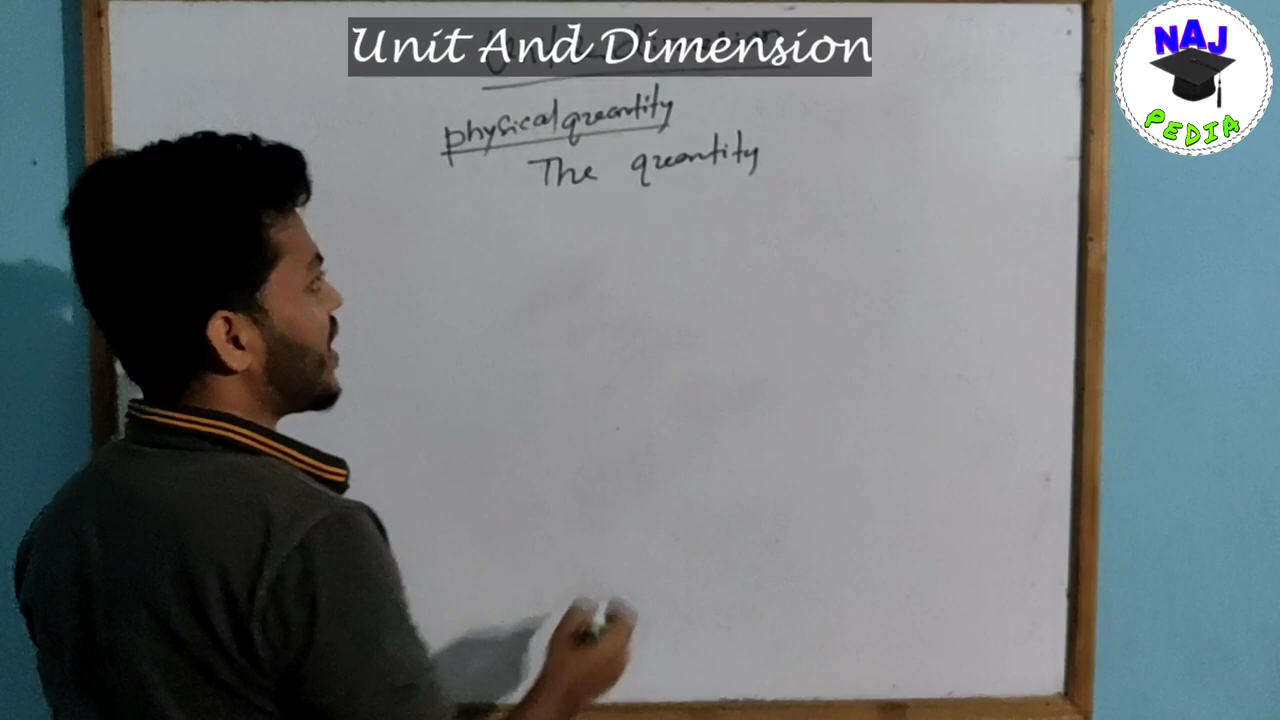 Unit And Dimension
physical quantity
The quantity
NAJ
PEDIA